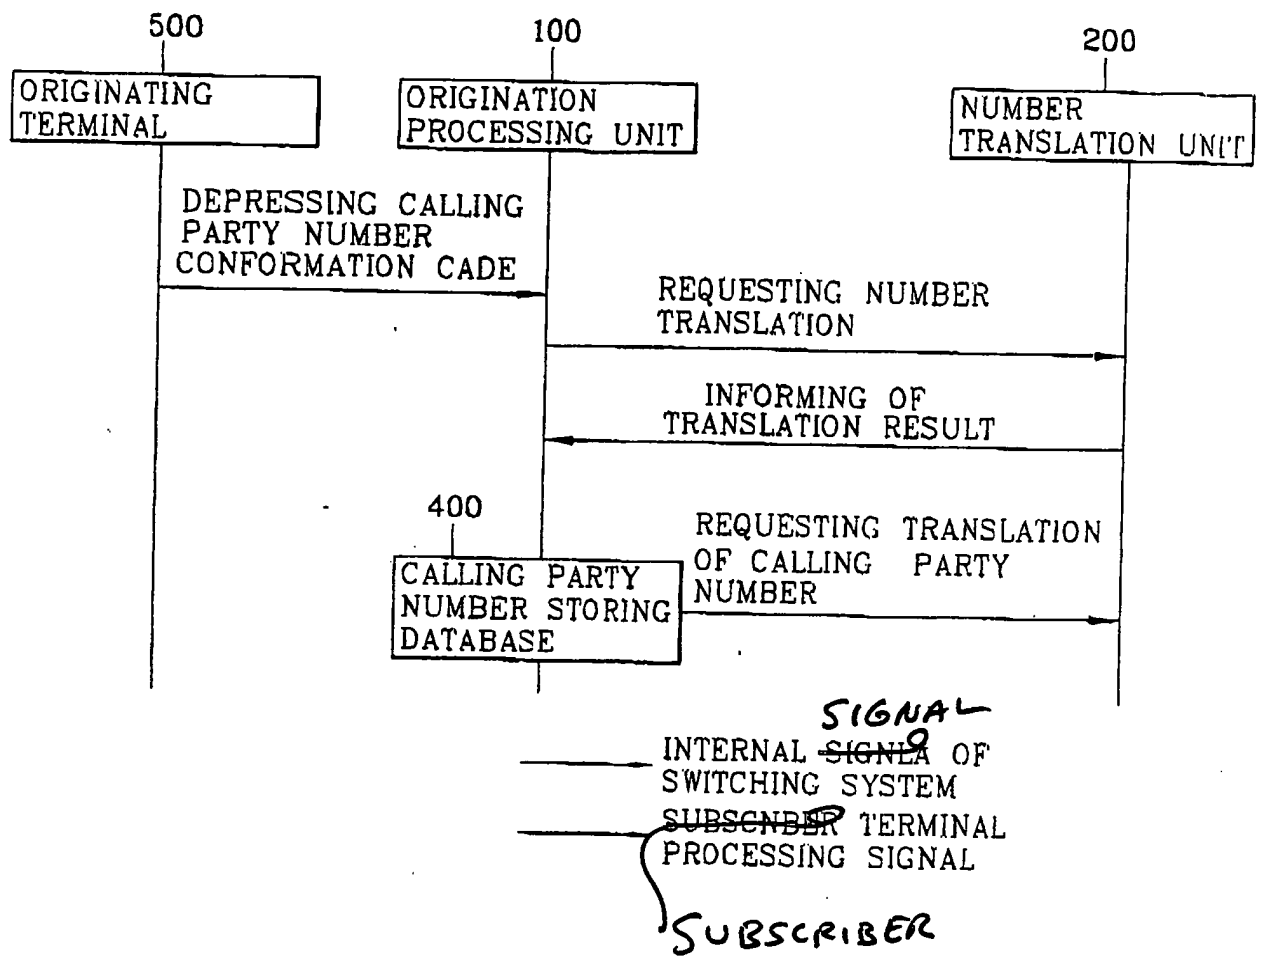 500
100
200
ORIGINATING
TERMINAL
ORIGINATION
PROCESSING UNIT
NUMBER
TRANSLATION UNIT
DEPRESSING CALLING
PARTY NUMBER
CONFORMATION CADE
REQUESTING NUMBER
TRANSLATION
INFORMING OF
TRANSLATION RESULT
400
CALLING PARTY
NUMBER STORING
DATABASE
REQUESTING TRANSLATION
OF CALLING PARTY
NUMBER
SIGNAL
INTERNAL SIGNLA OF
SWITCHING SYSTEM
SUBSCNBER TERMINAL
PROCESSING SIGNAL
SUBSCRIBER